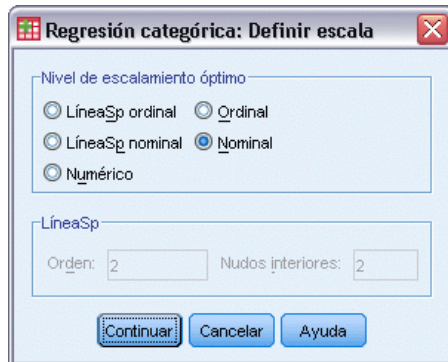 Regresión categórica: Definir escala
Nivel de escalamiento óptimo
LíneaSp ordinal Ordinal
LíneaSp nominal Nominal
Numérico
LíneaSp
Orden: 2 Nudos interiores: 2
Continuar Cancelar Ayuda